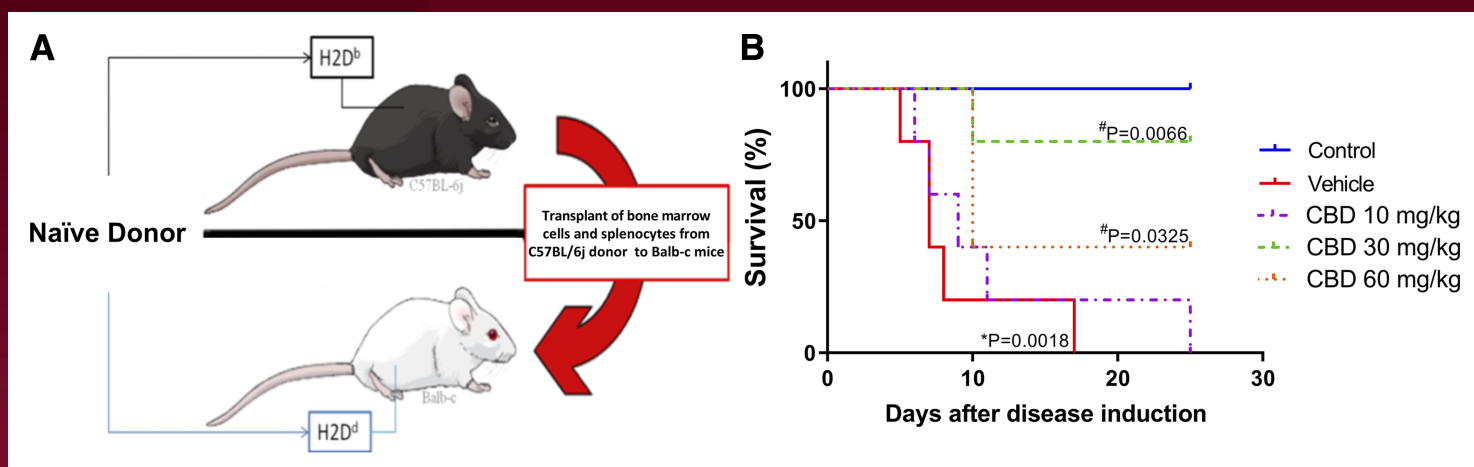 A
H2Dᵇ
C57BL-6j
Naïve Donor
Transplant of bone marrow
cells and splenocytes from
C57BL/6j donor to Balb-c mice
Balb-c
H2Dᵈ
B
Survival (%)
100
50
0
0 10 20 30
Days after disease induction
#P=0.0066
#P=0.0325
*P=0.0018
Control
Vehicle
CBD 10 mg/kg
CBD 30 mg/kg
CBD 60 mg/kg